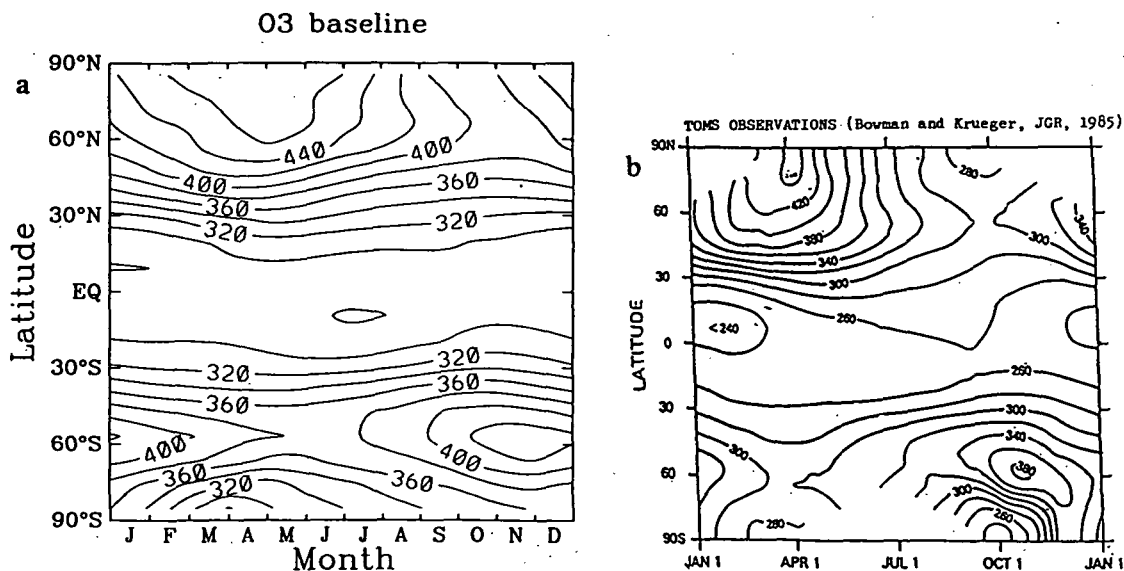 O3 baseline
a
90°N
60°N
30°N
EQ
30°S
60°S
90°S
Latitude
440
400
400
360
360
320
320
320
320
360
360
400
400
360
360
320
J F M A M J J A S O N D
Month
TOMS OBSERVATIONS (Bowman and Krueger, JGR, 1985)
b
90N
60
30
0
30
60
90S
LATITUDE
280
420
380
340
340
300
300
260
<240
260
300
340
380
300
300
260
280
JAN 1 APR 1 JUL 1 OCT 1 JAN 1